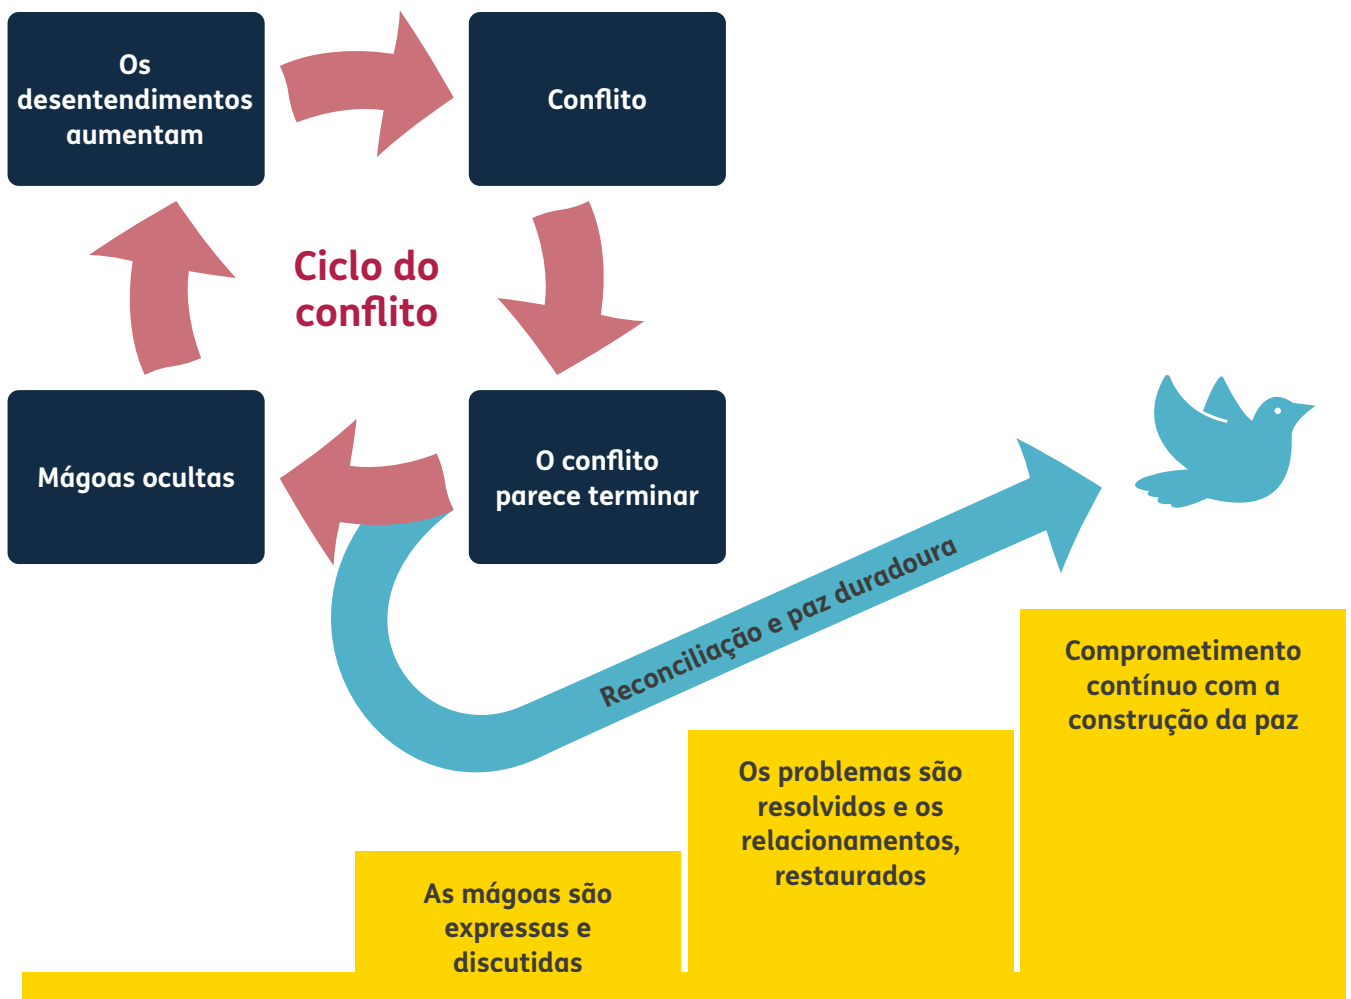 Os
desentendimentos
aumentam
Conflito
Ciclo do
conflito
Mágoas ocultas
O conflito
parece terminar
Reconciliação e paz duradoura
Comprometimento
contínuo com a
construção da paz
Os problemas são
resolvidos e os
relacionamentos,
restaurados
As mágoas são
expressas e
discutidas